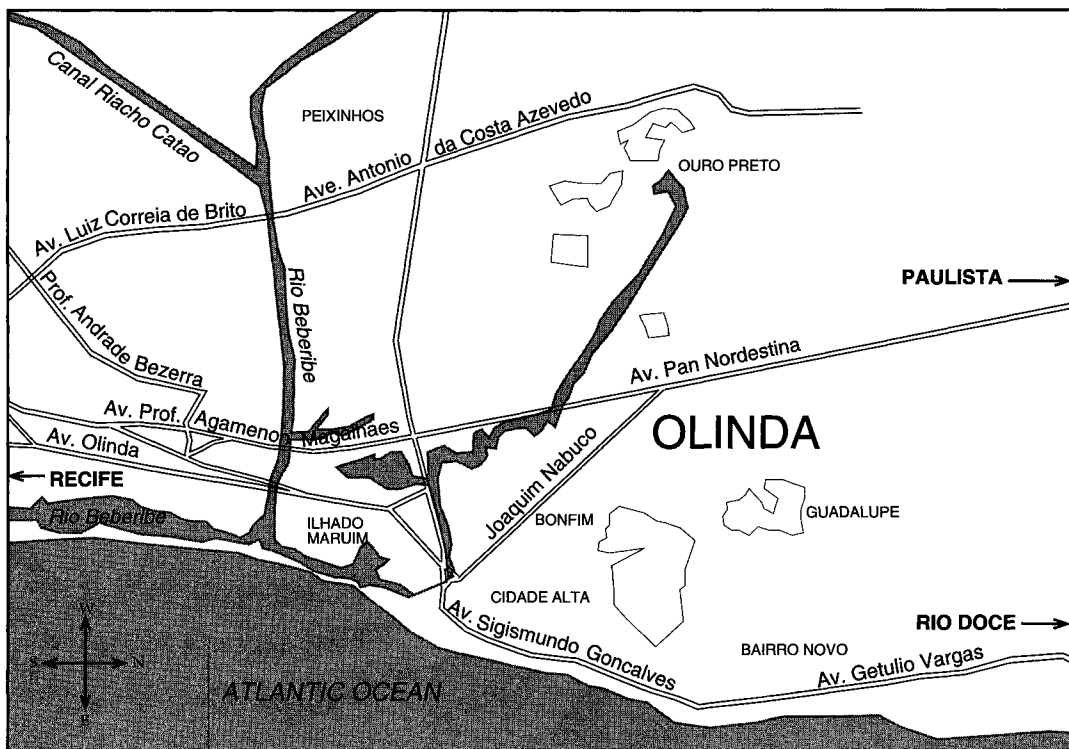 Canal Riacho Catao
PEIXINHOS
Ave. Antonio da Costa Azevedo
OURO PRETO
Av. Luiz Correia de Brito
Rio Beberibe
PAULISTA
Prof. Andrade Bezerra
Av. Pan Nordestina
Av. Prof. Agamenon Magalhaes
OLINDA
Av. Olinda
RECIFE
Joaquim Nabuco
Rio Beberibe
ILHADO
MARUIM
BONFIM
GUADALUPE
CIDADE ALTA
W
S
N
E
Av. Sigismundo Goncalves
RIO DOCE
BAIRRO NOVO
Av. Getulio Vargas
ATLANTIC OCEAN